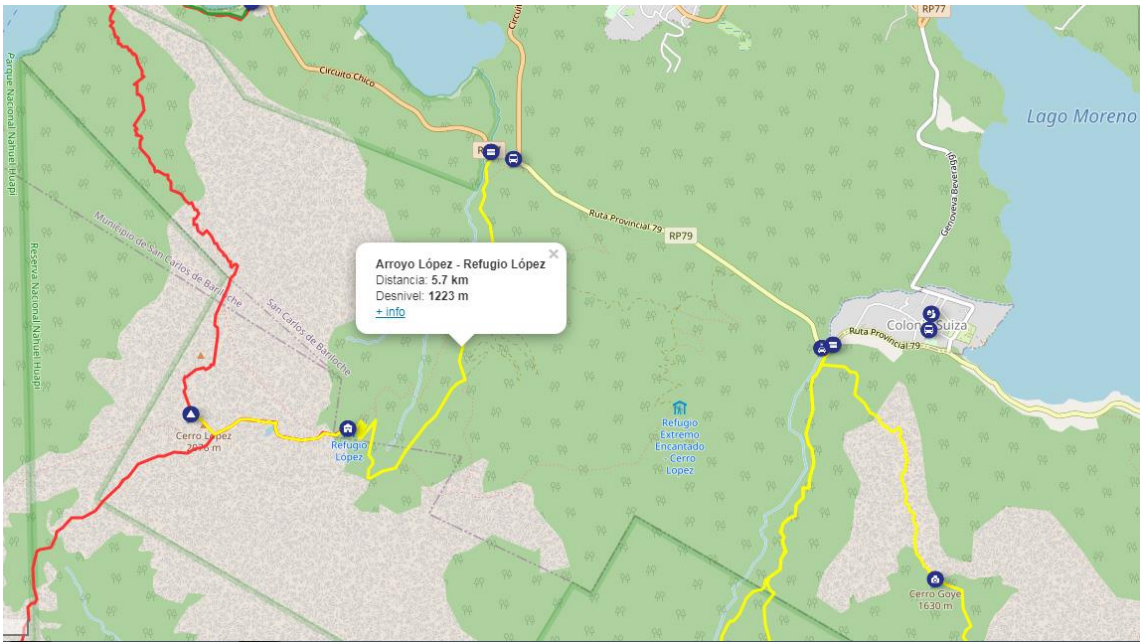 RP77
Circuito Chico
Parque Nacional Nahuel Huapi
Lago Moreno
Genoveva Beveraggi
Ruta Provincial 79
RP79
Municipio de San Carlos de Bariloche
San Carlos de Bariloche
Reserva Nacional Nahuel Huapi
Arroyo López - Refugio López ×
Distancia: 5.7 km
Desnivel: 1223 m
+ info
Colonia Suiza
Ruta Provincial 79
Cerro López
Refugio
López
Refugio
Extremo
Encantado
- Cerro
Lopez
Cerro Goye
1630 m